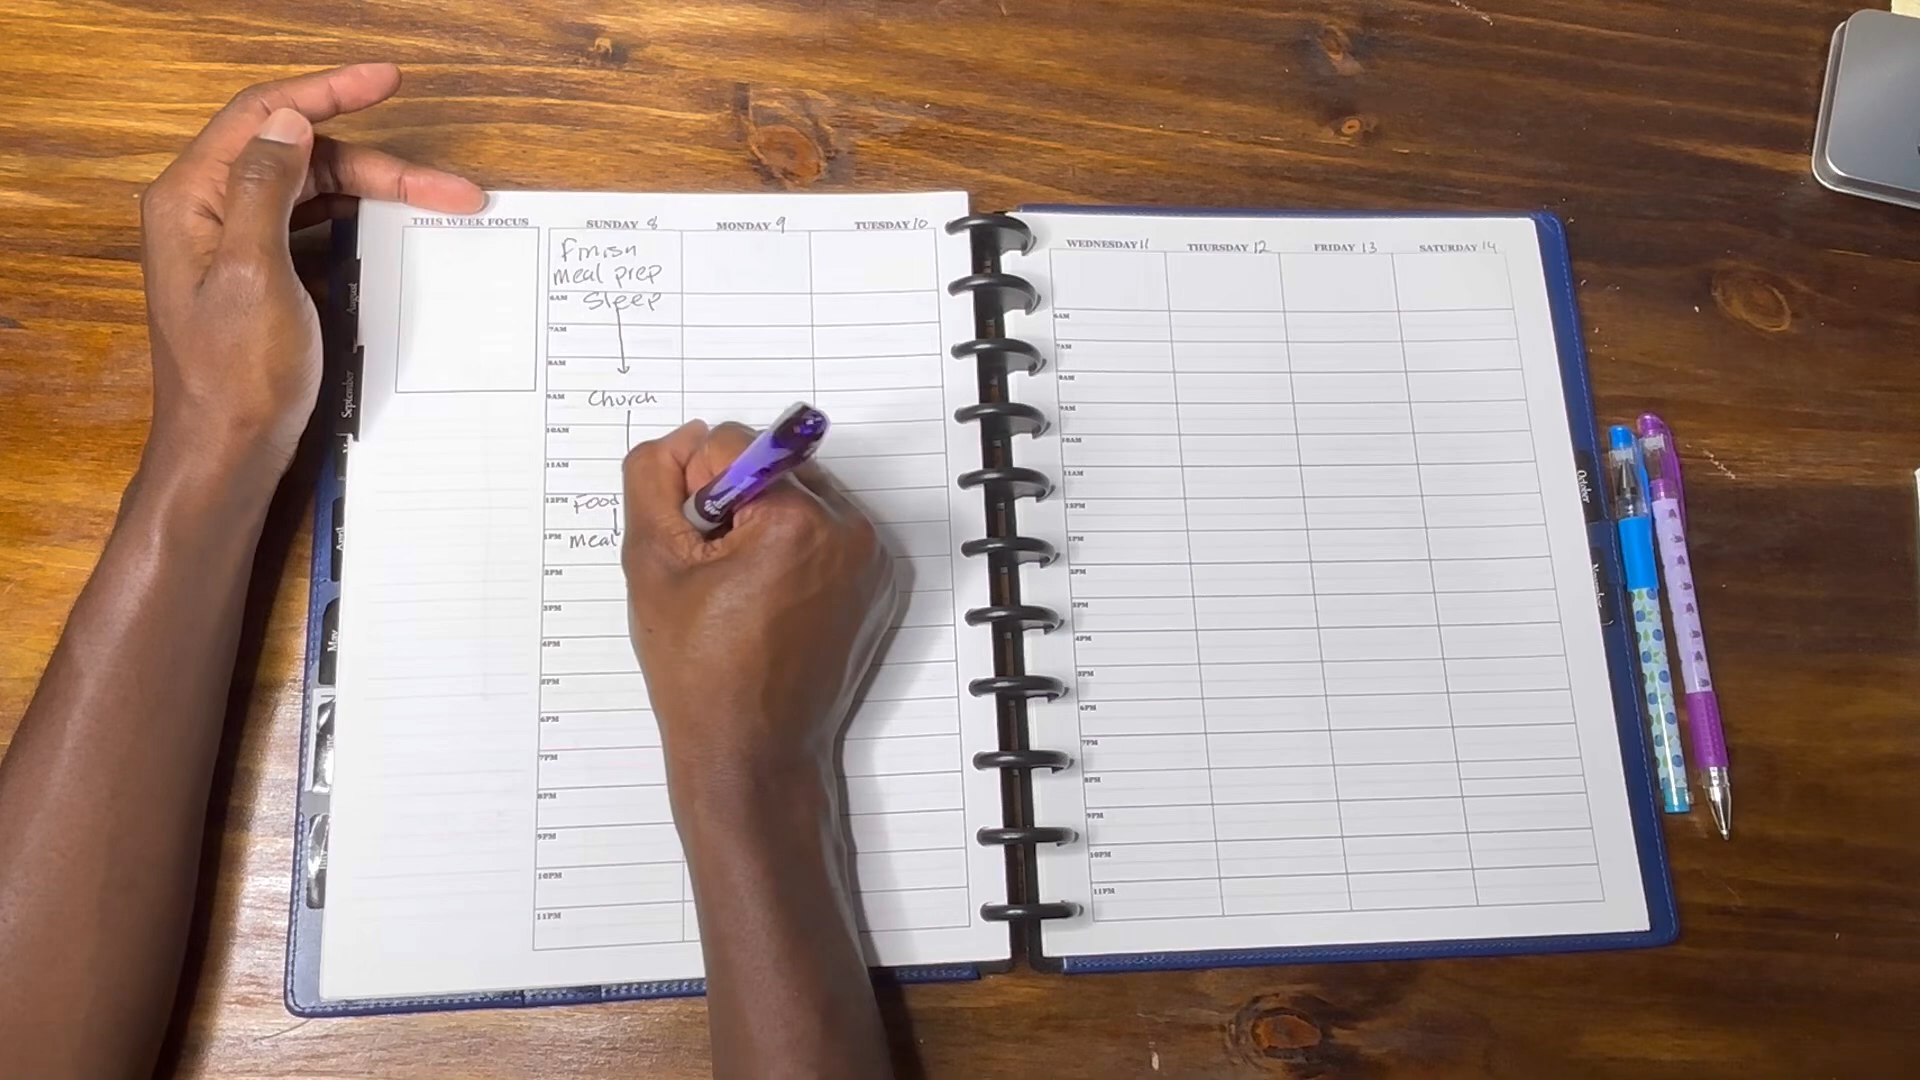 THIS WEEK FOCUS
SUNDAY 8
MONDAY 9
TUESDAY 10
Finish
meal prep
6AM Sleep
7AM
8AM
9AM Church
10AM
11AM
12PM Food
1PM Meal
2PM
3PM
4PM
5PM
6PM
7PM
8PM
9PM
10PM
11PM
WEDNESDAY 11
THURSDAY 12
FRIDAY 13
SATURDAY 14
6AM
7AM
8AM
9AM
10AM
11AM
12PM
1PM
2PM
3PM
4PM
5PM
6PM
7PM
8PM
9PM
10PM
11PM
August
September
April
May
October